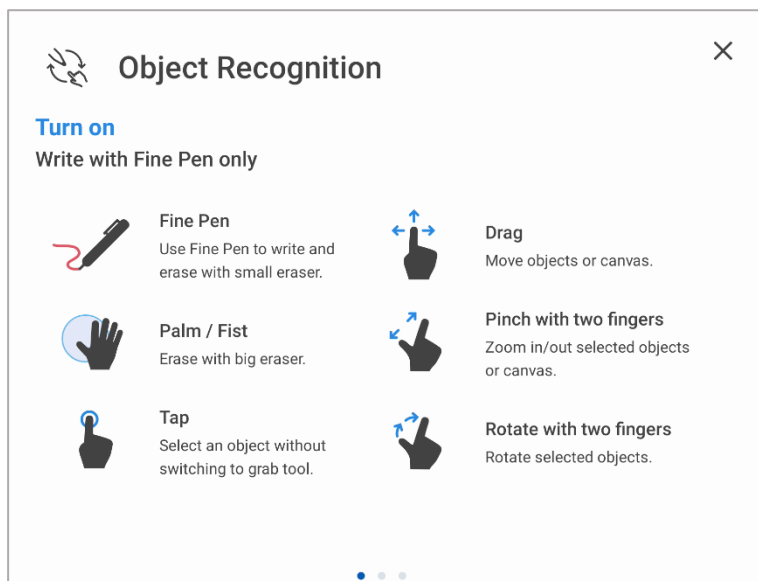 Object Recognition
Turn on
Write with Fine Pen only
Fine Pen
Use Fine Pen to write and
erase with small eraser.
Palm / Fist
Erase with big eraser.
Tap
Select an object without
switching to grab tool.
Drag
Move objects or canvas.
Pinch with two fingers
Zoom in/out selected objects
or canvas.
Rotate with two fingers
Rotate selected objects.